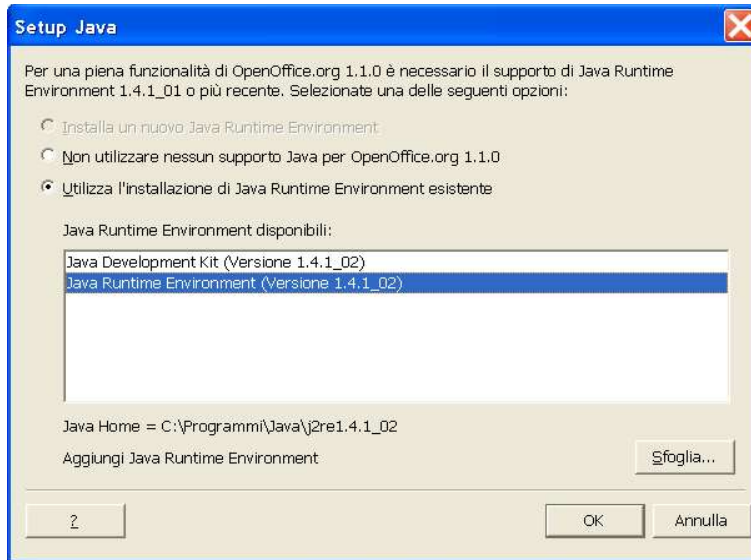 Setup Java
Per una piena funzionalità di OpenOffice.org 1.1.0 è necessario il supporto di Java Runtime
Environment 1.4.1_01 o più recente. Selezionate una delle seguenti opzioni:
Installa un nuovo Java Runtime Environment
Non utilizzare nessun supporto Java per OpenOffice.org 1.1.0
Utilizza l'installazione di Java Runtime Environment esistente
Java Runtime Environment disponibili:
Java Development Kit (Versione 1.4.1_02)
Java Runtime Environment (Versione 1.4.1_02)
Java Home = C:\Programmi\Java\j2re1.4.1_02
Aggiungi Java Runtime Environment
Sfoglia...
?
OK
Annulla